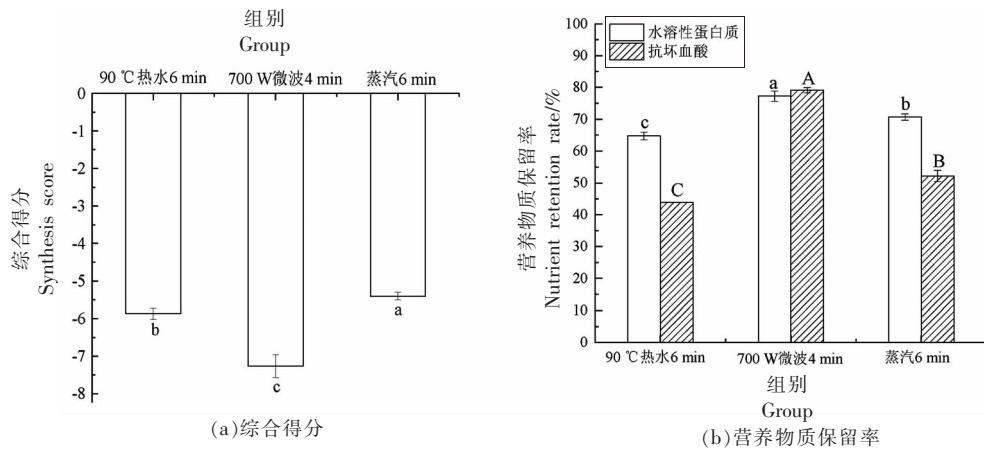 组别
Group
90 ℃热水6 min 700 W微波4 min 蒸汽6 min
0
-1
-2
-3
-4
-5
-6
-7
-8
综合得分
Synthesis score
b
c
a
(a)综合得分
水溶性蛋白质
抗坏血酸
100
90
80
70
60
50
40
30
20
10
0
营养物质保留率
Nutrient retention rate/%
c
C
a
A
b
B
90 ℃热水6 min 700 W微波4 min 蒸汽6 min
组别
Group
(b)营养物质保留率